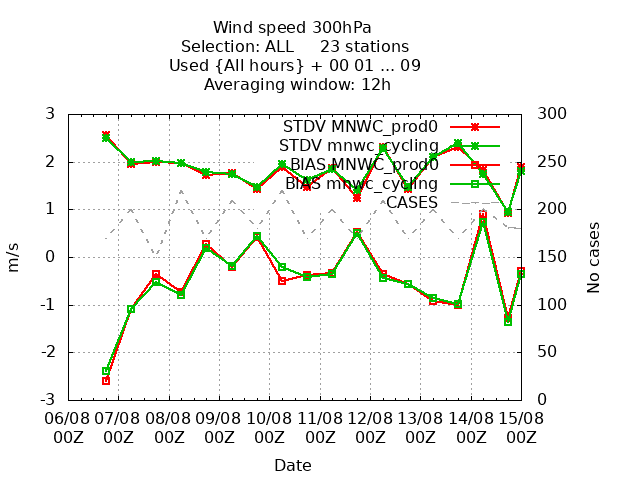 Wind speed 300hPa
Selection: ALL 23 stations
Used {All hours} + 00 01 ... 09
Averaging window: 12h
STDV MNWC_prod0
STDV mnwc_cycling
BIAS MNWC_prod0
BIAS mnwc_cycling
CASES
3
2
1
0
-1
-2
-3
m/s
300
250
200
150
100
50
0
No cases
06/08 07/08 08/08 09/08 10/08 11/08 12/08 13/08 14/08 15/08
00Z 00Z 00Z 00Z 00Z 00Z 00Z 00Z 00Z 00Z
Date